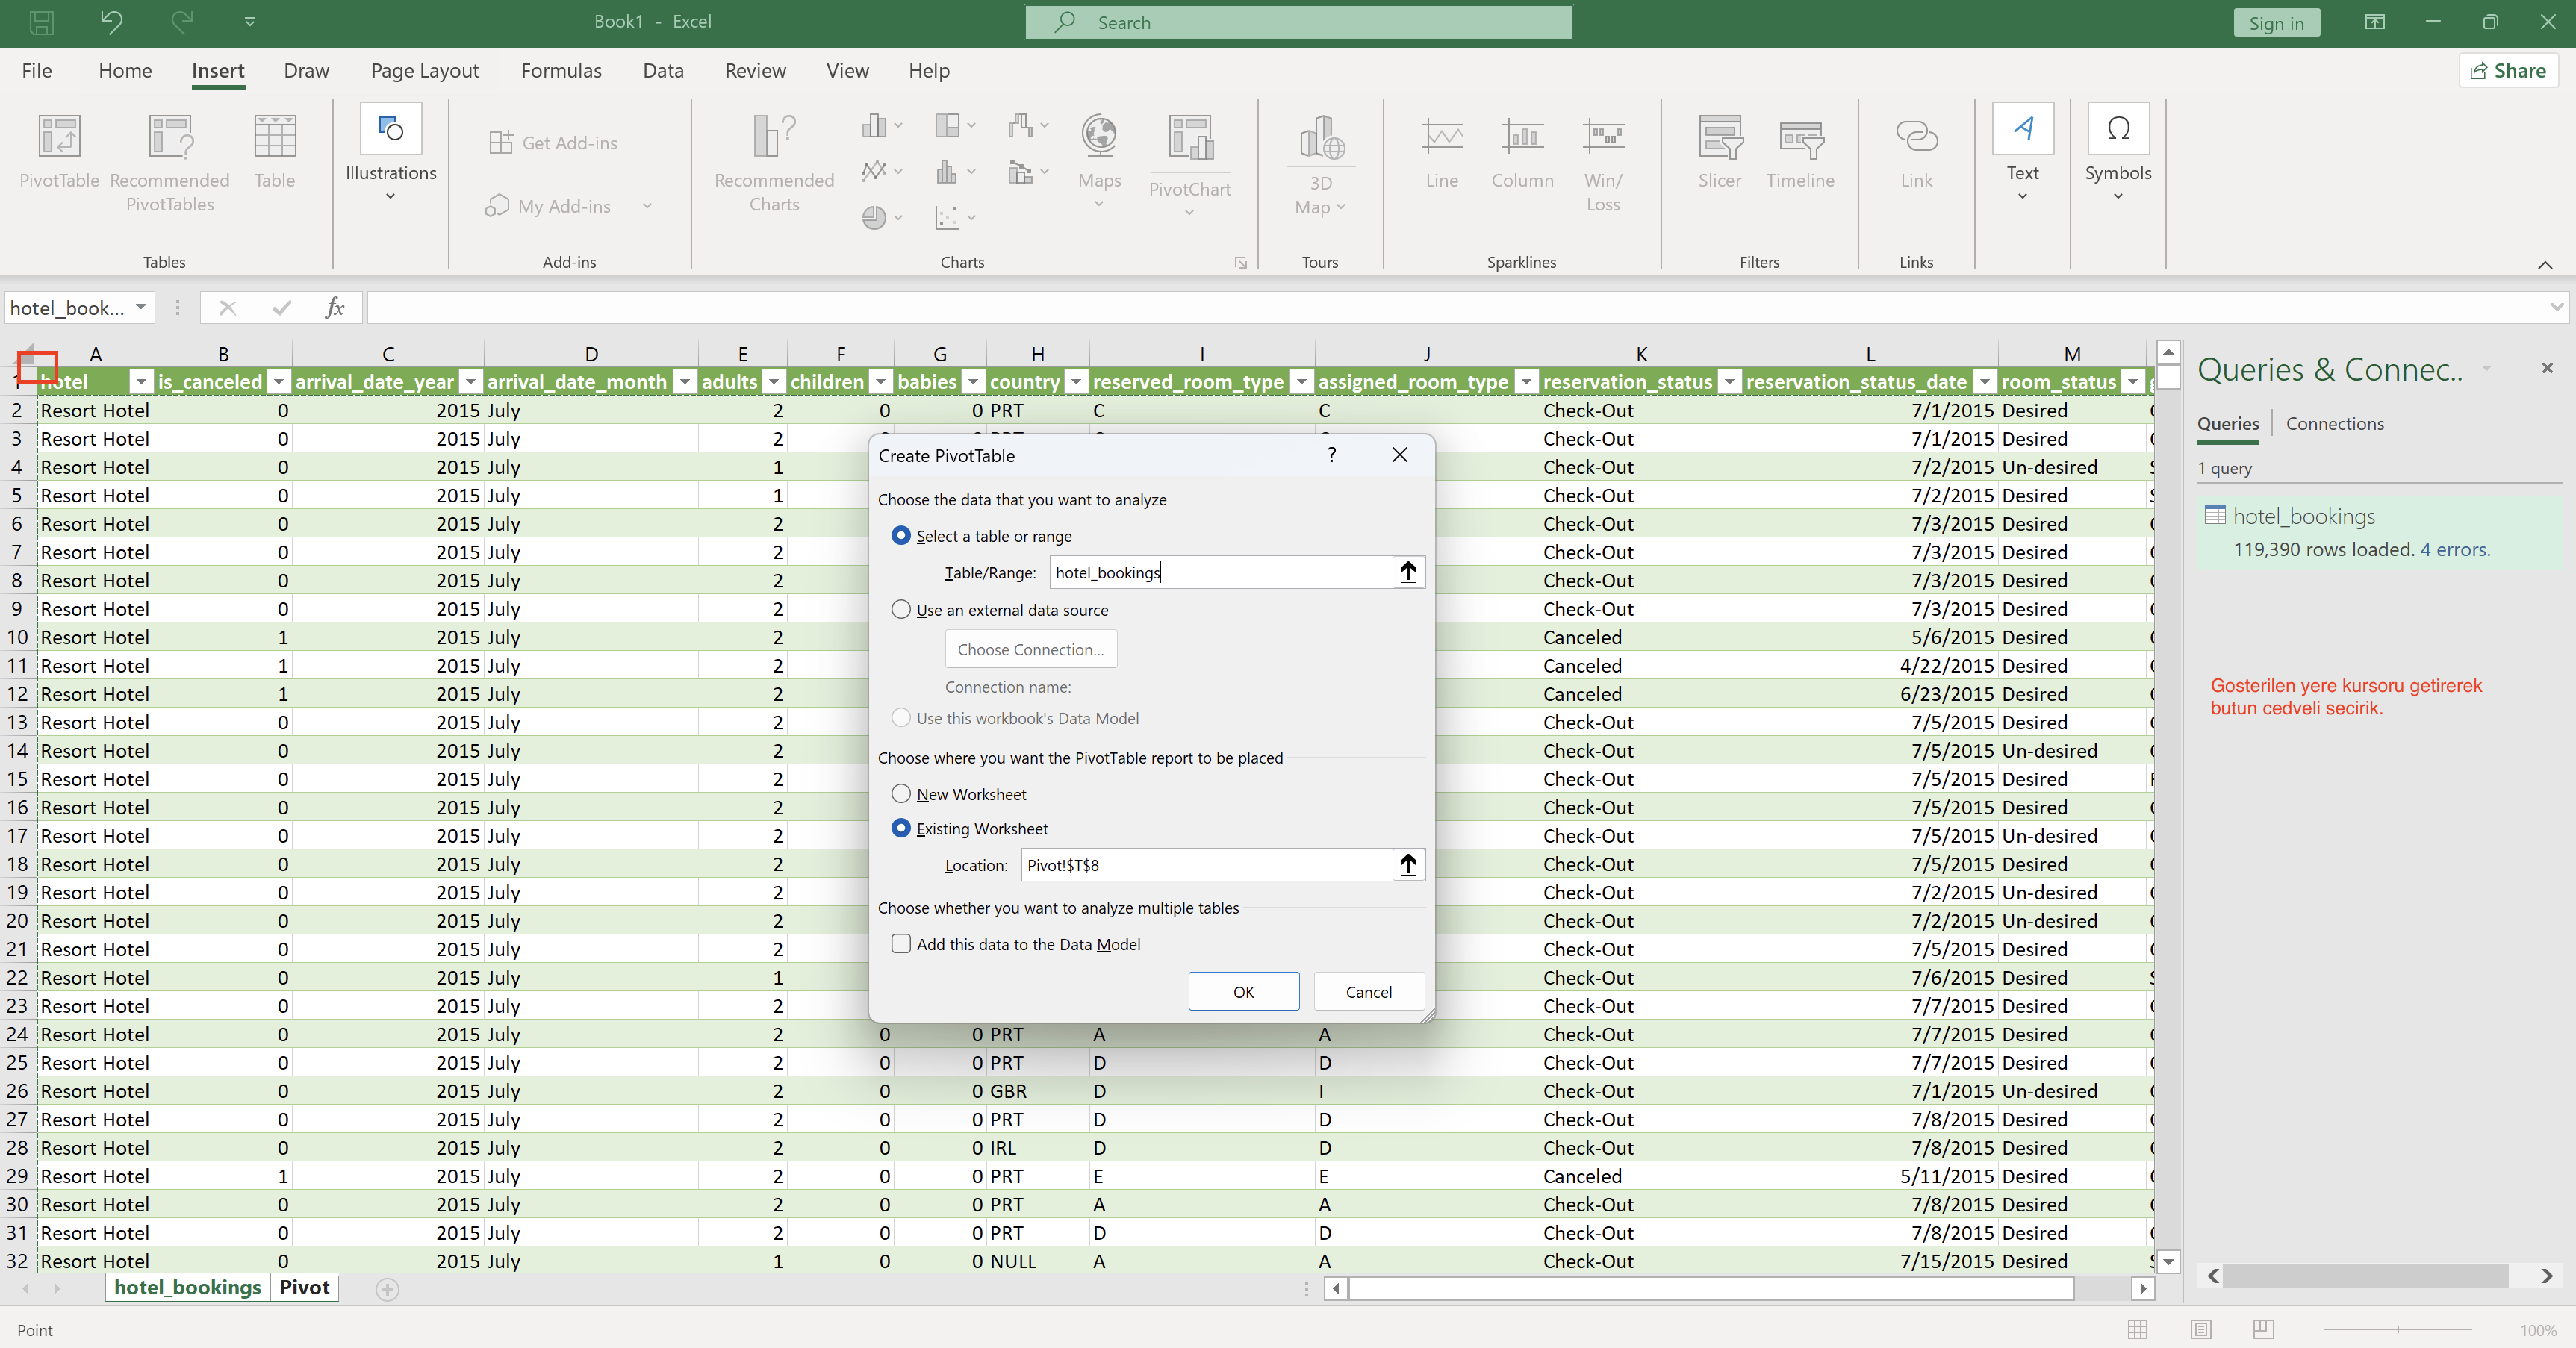 Book1 - Excel
Search
Sign in
File Home Insert Draw Page Layout Formulas Data Review View Help
Share
PivotTable
Recommended PivotTables
Table
Illustrations
Get Add-ins
My Add-ins
Recommended Charts
Maps
PivotChart
3D Map
Line
Column
Win/Loss
Slicer
Timeline
Link
Text
Symbols
Tables Add-ins Charts Tours Sparklines Filters Links
hotel_book... fx
A B C D E F G H I J K L M
1 hotel is_canceled arrival_date_year arrival_date_month adults children babies country reserved_room_type assigned_room_type reservation_status reservation_status_date room_status
2 Resort Hotel 0 2015 July 2 0 0 PRT C C Check-Out 7/1/2015 Desired
3 Resort Hotel 0 2015 July 2 Check-Out 7/1/2015 Desired
4 Resort Hotel 0 2015 July 1 Check-Out 7/2/2015 Un-desired
5 Resort Hotel 0 2015 July 1 Check-Out 7/2/2015 Desired
6 Resort Hotel 0 2015 July 2 Check-Out 7/3/2015 Desired
7 Resort Hotel 0 2015 July 2 Check-Out 7/3/2015 Desired
8 Resort Hotel 0 2015 July 2 Check-Out 7/3/2015 Desired
9 Resort Hotel 0 2015 July 2 Check-Out 7/3/2015 Desired
10 Resort Hotel 1 2015 July 2 Canceled 5/6/2015 Desired
11 Resort Hotel 1 2015 July 2 Canceled 4/22/2015 Desired
12 Resort Hotel 1 2015 July 2 Canceled 6/23/2015 Desired
13 Resort Hotel 0 2015 July 2 Check-Out 7/5/2015 Desired
14 Resort Hotel 0 2015 July 2 Check-Out 7/5/2015 Un-desired
15 Resort Hotel 0 2015 July 2 Check-Out 7/5/2015 Desired
16 Resort Hotel 0 2015 July 2 Check-Out 7/5/2015 Desired
17 Resort Hotel 0 2015 July 2 Check-Out 7/5/2015 Un-desired
18 Resort Hotel 0 2015 July 2 Check-Out 7/5/2015 Desired
19 Resort Hotel 0 2015 July 2 Check-Out 7/2/2015 Un-desired
20 Resort Hotel 0 2015 July 2 Check-Out 7/2/2015 Un-desired
21 Resort Hotel 0 2015 July 2 Check-Out 7/5/2015 Desired
22 Resort Hotel 0 2015 July 1 Check-Out 7/6/2015 Desired
23 Resort Hotel 0 2015 July 2 Check-Out 7/7/2015 Desired
24 Resort Hotel 0 2015 July 2 0 0 PRT A A Check-Out 7/7/2015 Desired
25 Resort Hotel 0 2015 July 2 0 0 PRT D D Check-Out 7/7/2015 Desired
26 Resort Hotel 0 2015 July 2 0 0 GBR D I Check-Out 7/1/2015 Un-desired
27 Resort Hotel 0 2015 July 2 0 0 PRT D D Check-Out 7/8/2015 Desired
28 Resort Hotel 0 2015 July 2 0 0 IRL D D Check-Out 7/8/2015 Desired
29 Resort Hotel 1 2015 July 2 0 0 PRT E E Canceled 5/11/2015 Desired
30 Resort Hotel 0 2015 July 2 0 0 PRT A A Check-Out 7/8/2015 Desired
31 Resort Hotel 0 2015 July 2 0 0 PRT D D Check-Out 7/8/2015 Desired
32 Resort Hotel 0 2015 July 1 0 0 NULL A A Check-Out 7/15/2015 Desired
Create PivotTable ?
Choose the data that you want to analyze
Select a table or range
Table/Range: hotel_bookings
Use an external data source
Choose Connection...
Connection name:
Use this workbook's Data Model
Choose where you want the PivotTable report to be placed
New Worksheet
Existing Worksheet
Location: Pivot!$T$8
Choose whether you want to analyze multiple tables
Add this data to the Data Model
OK Cancel
Queries & Connec..
Queries Connections
1 query
hotel_bookings
119,390 rows loaded. 4 errors.
Gosterilen yere kursoru getirerek
butun cedveli secirik.
hotel_bookings Pivot
Point
100%